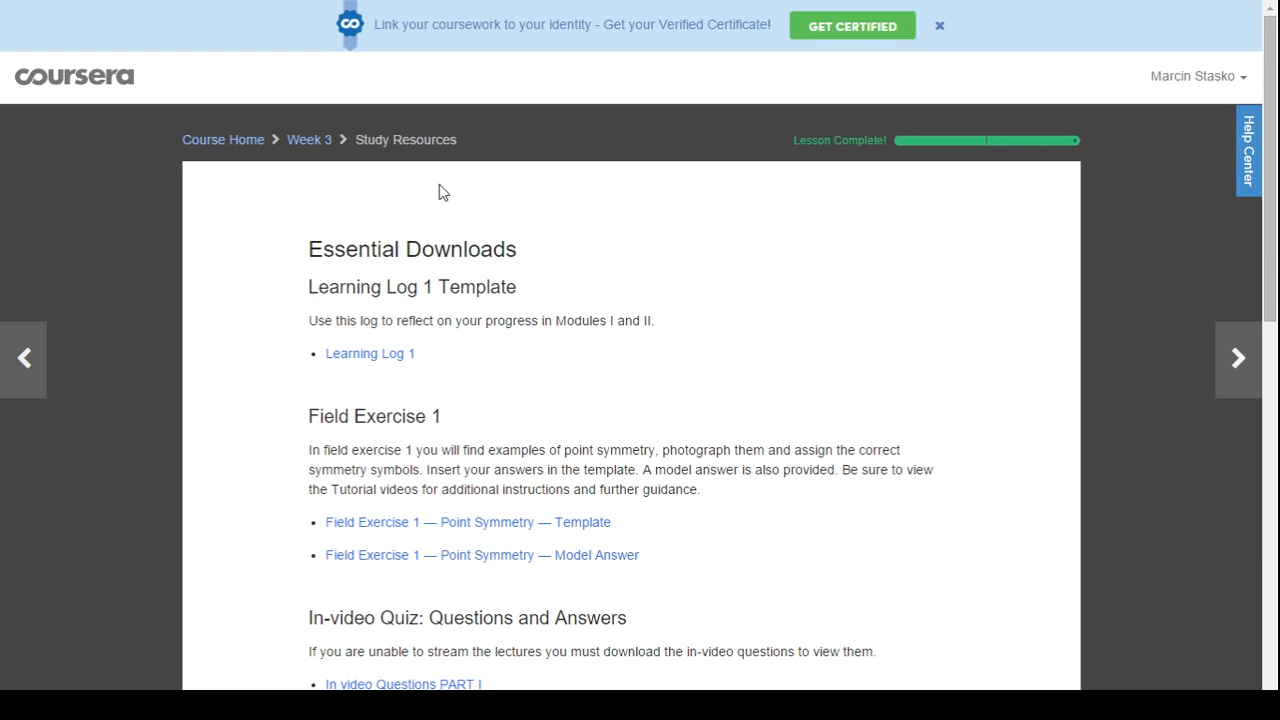 Link your coursework to your identity - Get your Verified Certificate! GET CERTIFIED ×
coursera
Marcin Stasko
Course Home > Week 3 > Study Resources
Lesson Complete!
Help Center
Essential Downloads
Learning Log 1 Template
Use this log to reflect on your progress in Modules I and II.
• Learning Log 1
Field Exercise 1
In field exercise 1 you will find examples of point symmetry, photograph them and assign the correct
symmetry symbols. Insert your answers in the template. A model answer is also provided. Be sure to view
the Tutorial videos for additional instructions and further guidance.
• Field Exercise 1 — Point Symmetry — Template
• Field Exercise 1 — Point Symmetry — Model Answer
In-video Quiz: Questions and Answers
If you are unable to stream the lectures you must download the in-video questions to view them.
• In video Questions PART I